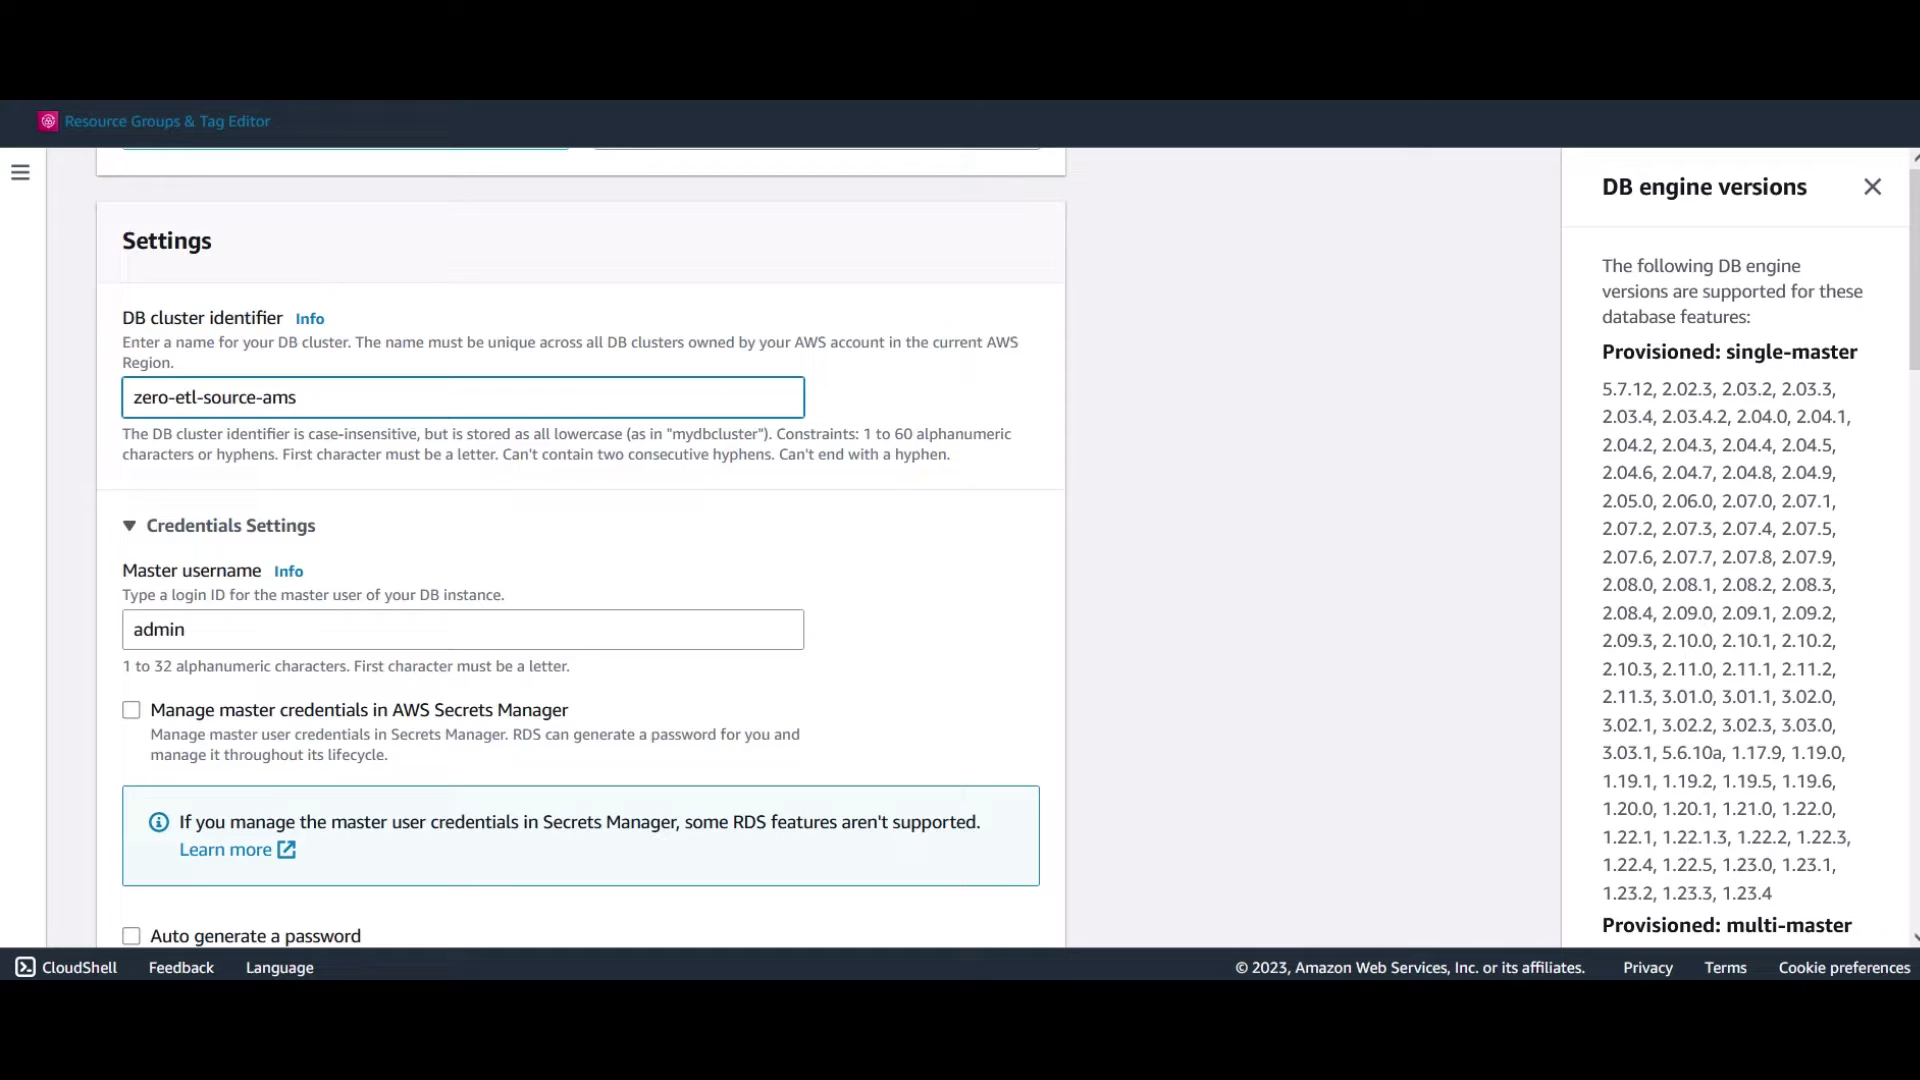 Resource Groups & Tag Editor
Settings
DB cluster identifier Info
Enter a name for your DB cluster. The name must be unique across all DB clusters owned by your AWS account in the current AWS
Region.
zero-etl-source-ams
The DB cluster identifier is case-insensitive, but is stored as all lowercase (as in "mydbcluster"). Constraints: 1 to 60 alphanumeric
characters or hyphens. First character must be a letter. Can't contain two consecutive hyphens. Can't end with a hyphen.
Credentials Settings
Master username Info
Type a login ID for the master user of your DB instance.
admin
1 to 32 alphanumeric characters. First character must be a letter.
Manage master credentials in AWS Secrets Manager
Manage master user credentials in Secrets Manager. RDS can generate a password for you and
manage it throughout its lifecycle.
If you manage the master user credentials in Secrets Manager, some RDS features aren't supported.
Learn more
Auto generate a password
DB engine versions
The following DB engine
versions are supported for these
database features:
Provisioned: single-master
5.7.12, 2.02.3, 2.03.2, 2.03.3,
2.03.4, 2.03.4.2, 2.04.0, 2.04.1,
2.04.2, 2.04.3, 2.04.4, 2.04.5,
2.04.6, 2.04.7, 2.04.8, 2.04.9,
2.05.0, 2.06.0, 2.07.0, 2.07.1,
2.07.2, 2.07.3, 2.07.4, 2.07.5,
2.07.6, 2.07.7, 2.07.8, 2.07.9,
2.08.0, 2.08.1, 2.08.2, 2.08.3,
2.08.4, 2.09.0, 2.09.1, 2.09.2,
2.09.3, 2.10.0, 2.10.1, 2.10.2,
2.10.3, 2.11.0, 2.11.1, 2.11.2,
2.11.3, 3.01.0, 3.01.1, 3.02.0,
3.02.1, 3.02.2, 3.02.3, 3.03.0,
3.03.1, 5.6.10a, 1.17.9, 1.19.0,
1.19.1, 1.19.2, 1.19.5, 1.19.6,
1.20.0, 1.20.1, 1.21.0, 1.22.0,
1.22.1, 1.22.1.3, 1.22.2, 1.22.3,
1.22.4, 1.22.5, 1.23.0, 1.23.1,
1.23.2, 1.23.3, 1.23.4
Provisioned: multi-master
CloudShell Feedback Language © 2023, Amazon Web Services, Inc. or its affiliates. Privacy Terms Cookie preferences